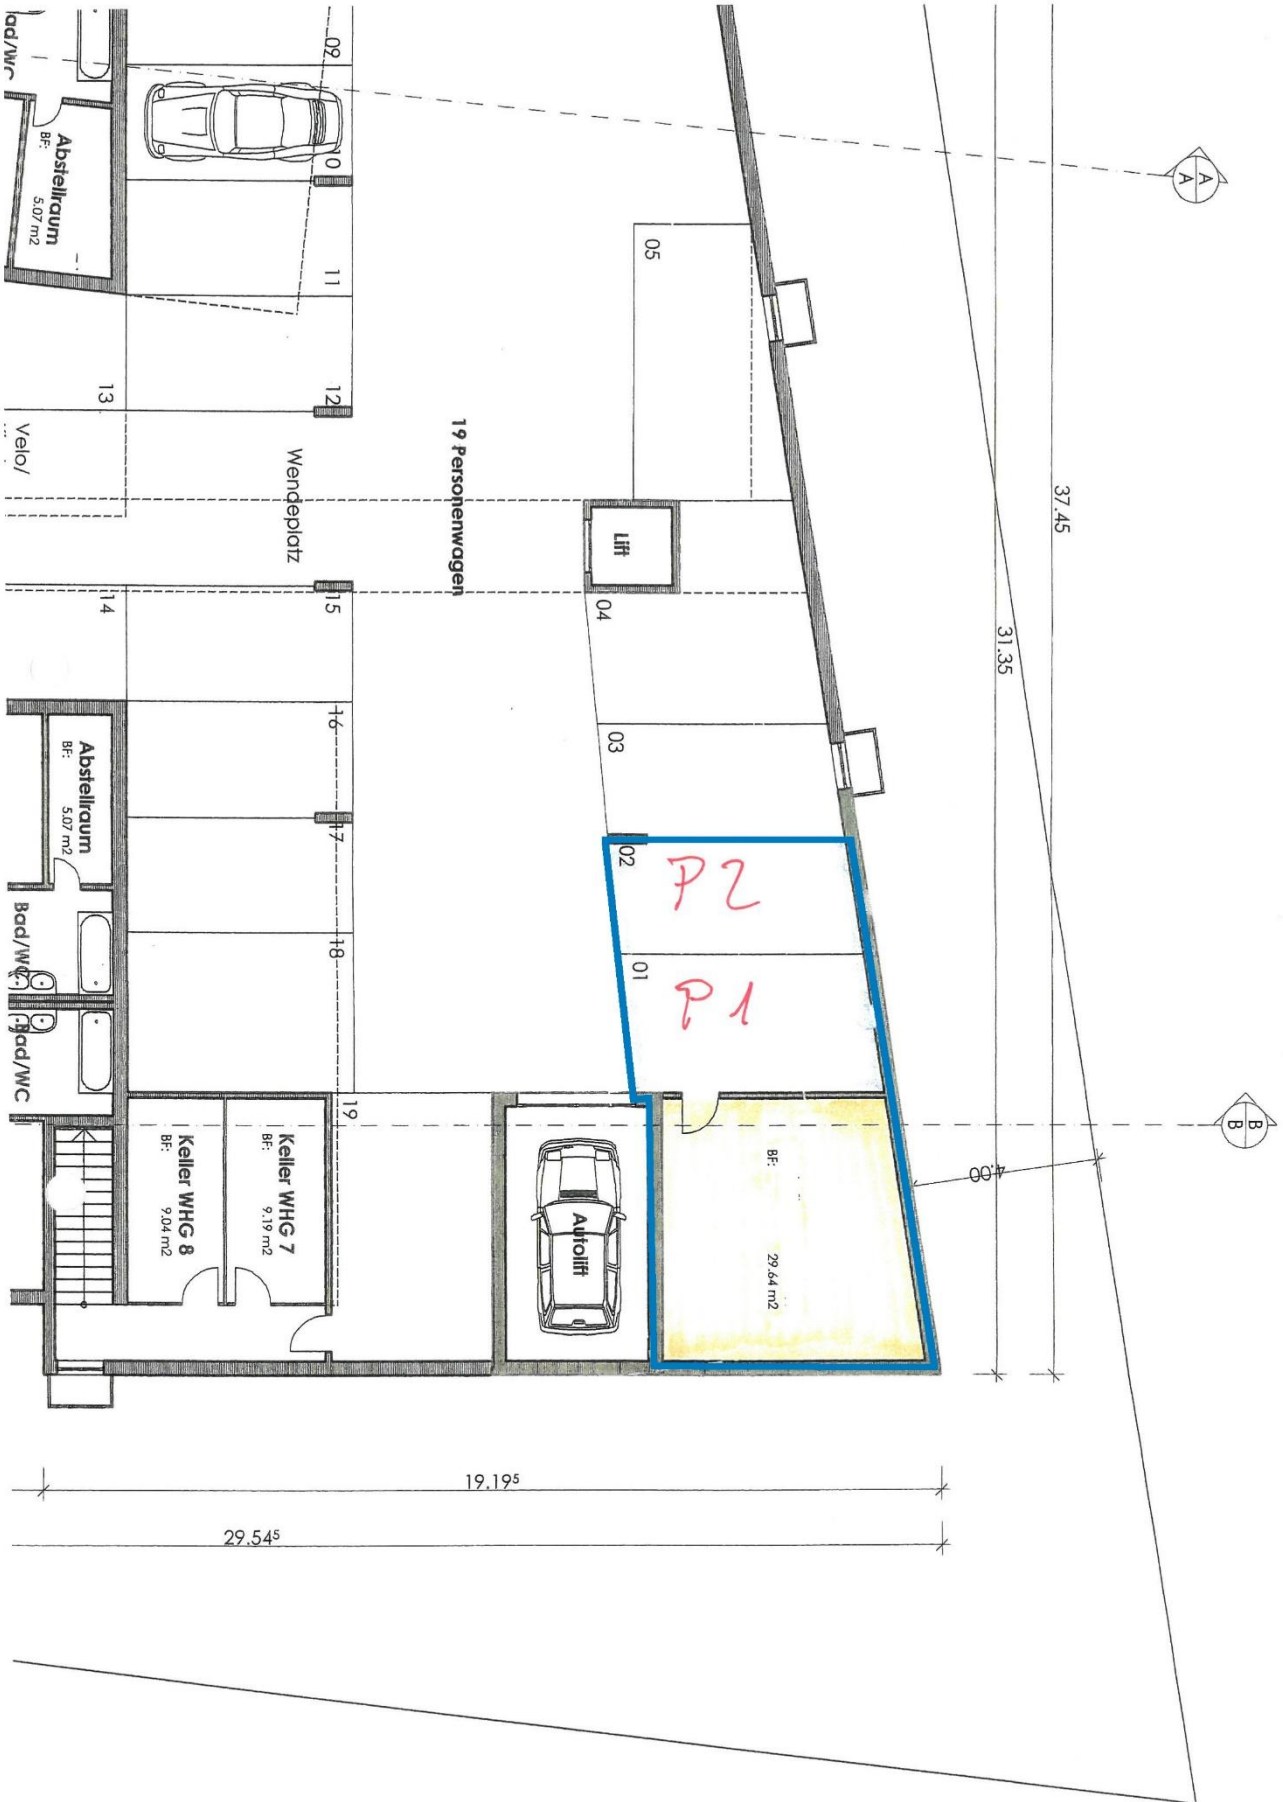 Bad/WC
Abstellraum
BF: 5.07 m2
09
10
11
12
13
Velo/
Wendeplatz
19 Personenwagen
05
Lift
04
03
02
01
P2
P1
14
15
16
17
18
19
Abstellraum
BF: 5.07 m2
Bad/WC
Bad/WC
Keller WHG 8
BF: 9.04 m2
Keller WHG 7
BF: 9.19 m2
Autolift
BF: 29.64 m2
A
A
B
B
37.45
31.35
4.00
19.19⁵
29.54⁵